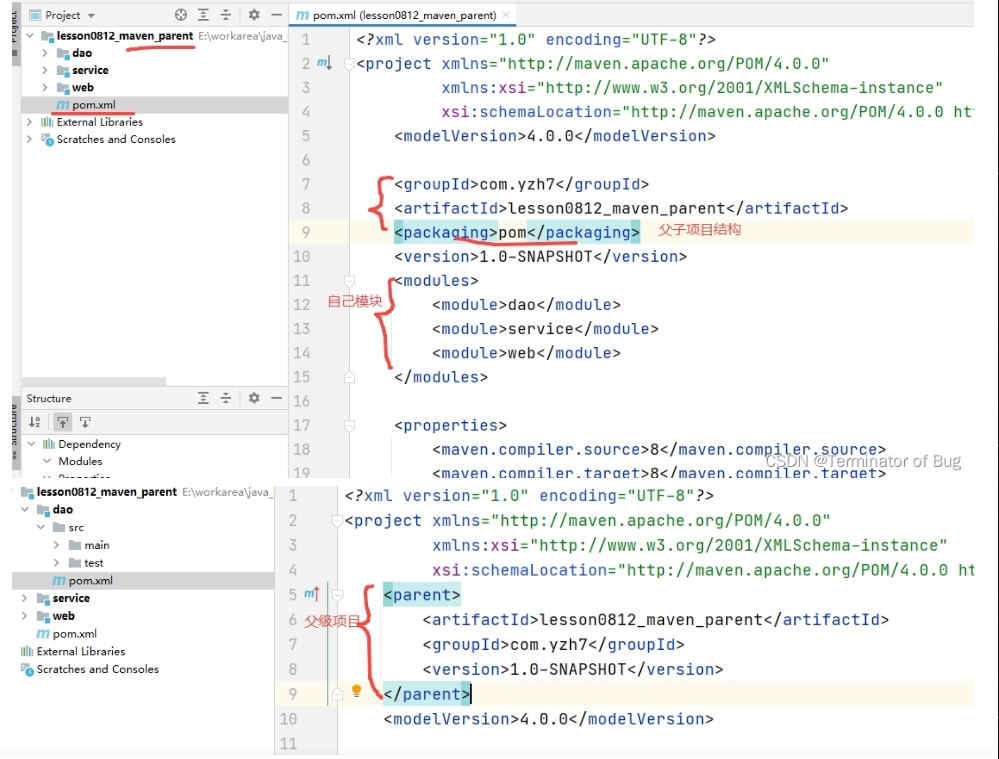 Project
pom.xml (lesson0812_maven_parent)
Project
lesson0812_maven_parent E:\workarea\java_
dao
service
web
pom.xml
External Libraries
Scratches and Consoles
1 <?xml version="1.0" encoding="UTF-8"?>
2 <project xmlns="http://maven.apache.org/POM/4.0.0"
3 xmlns:xsi="http://www.w3.org/2001/XMLSchema-instance"
4 xsi:schemaLocation="http://maven.apache.org/POM/4.0.0 ht
5 <modelVersion>4.0.0</modelVersion>
6
7 <groupId>com.yzh7</groupId>
8 <artifactId>lesson0812_maven_parent</artifactId>
9 <packaging>pom</packaging> 父子项目结构
10 <version>1.0-SNAPSHOT</version>
11 <modules>
自己模块
12 <module>dao</module>
13 <module>service</module>
14 <module>web</module>
15 </modules>
16
17 <properties>
18 <maven.compiler.source>8</maven.compiler.source>
19 <maven.compiler.target>8</maven.compiler.target>
Structure
Structure
Dependency
Modules
Properties
CSDN @Terminator of Bug
lesson0812_maven_parent E:\workarea\java_
dao
src
main
test
pom.xml
service
web
pom.xml
External Libraries
Scratches and Consoles
1 <?xml version="1.0" encoding="UTF-8"?>
2 <project xmlns="http://maven.apache.org/POM/4.0.0"
3 xmlns:xsi="http://www.w3.org/2001/XMLSchema-instance"
4 xsi:schemaLocation="http://maven.apache.org/POM/4.0.0 ht
5 <parent>
6 父级项目 <artifactId>lesson0812_maven_parent</artifactId>
7 <groupId>com.yzh7</groupId>
8 <version>1.0-SNAPSHOT</version>
9 </parent>
10 <modelVersion>4.0.0</modelVersion>
11